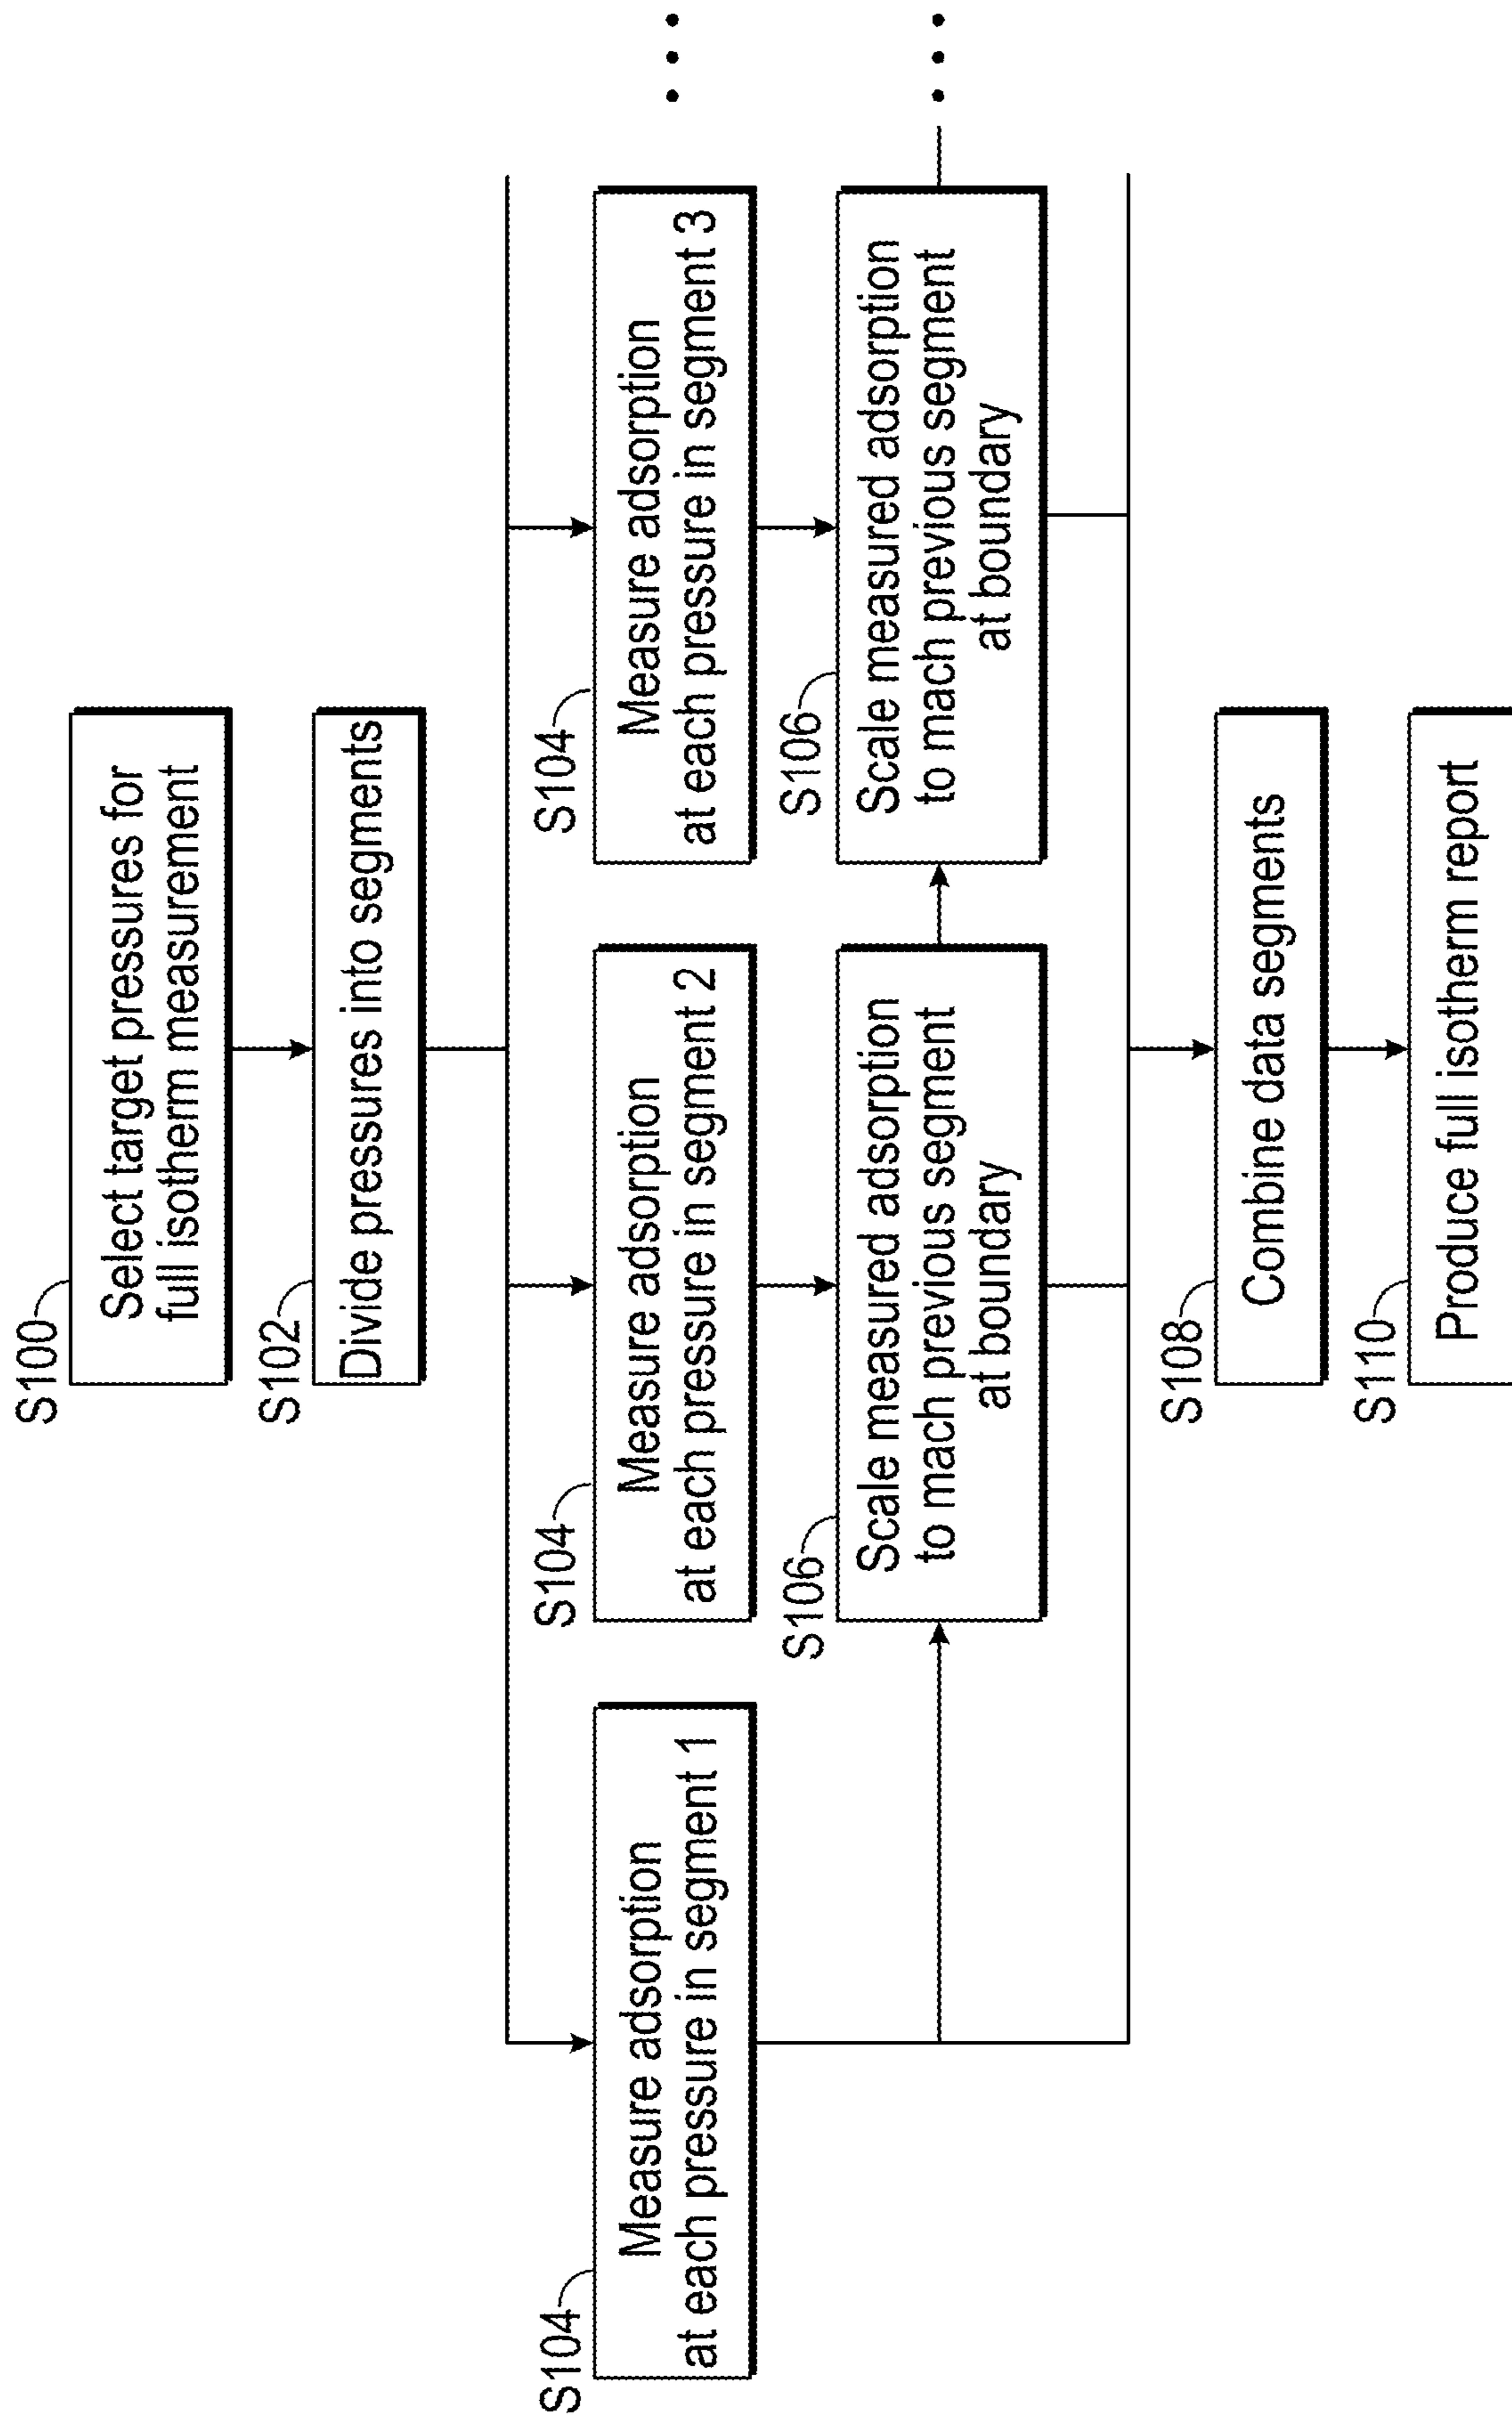 S100
Select target pressures for
full isotherm measurement
S102
Divide pressures into segments
S104
Measure adsorption
at each pressure in segment 1
S104
Measure adsorption
at each pressure in segment 2
S104
Measure adsorption
at each pressure in segment 3
S106
Scale measured adsorption
to mach previous segment
at boundary
S106
Scale measured adsorption
to mach previous segment
at boundary
S108
Combine data segments
S110
Produce full isotherm report